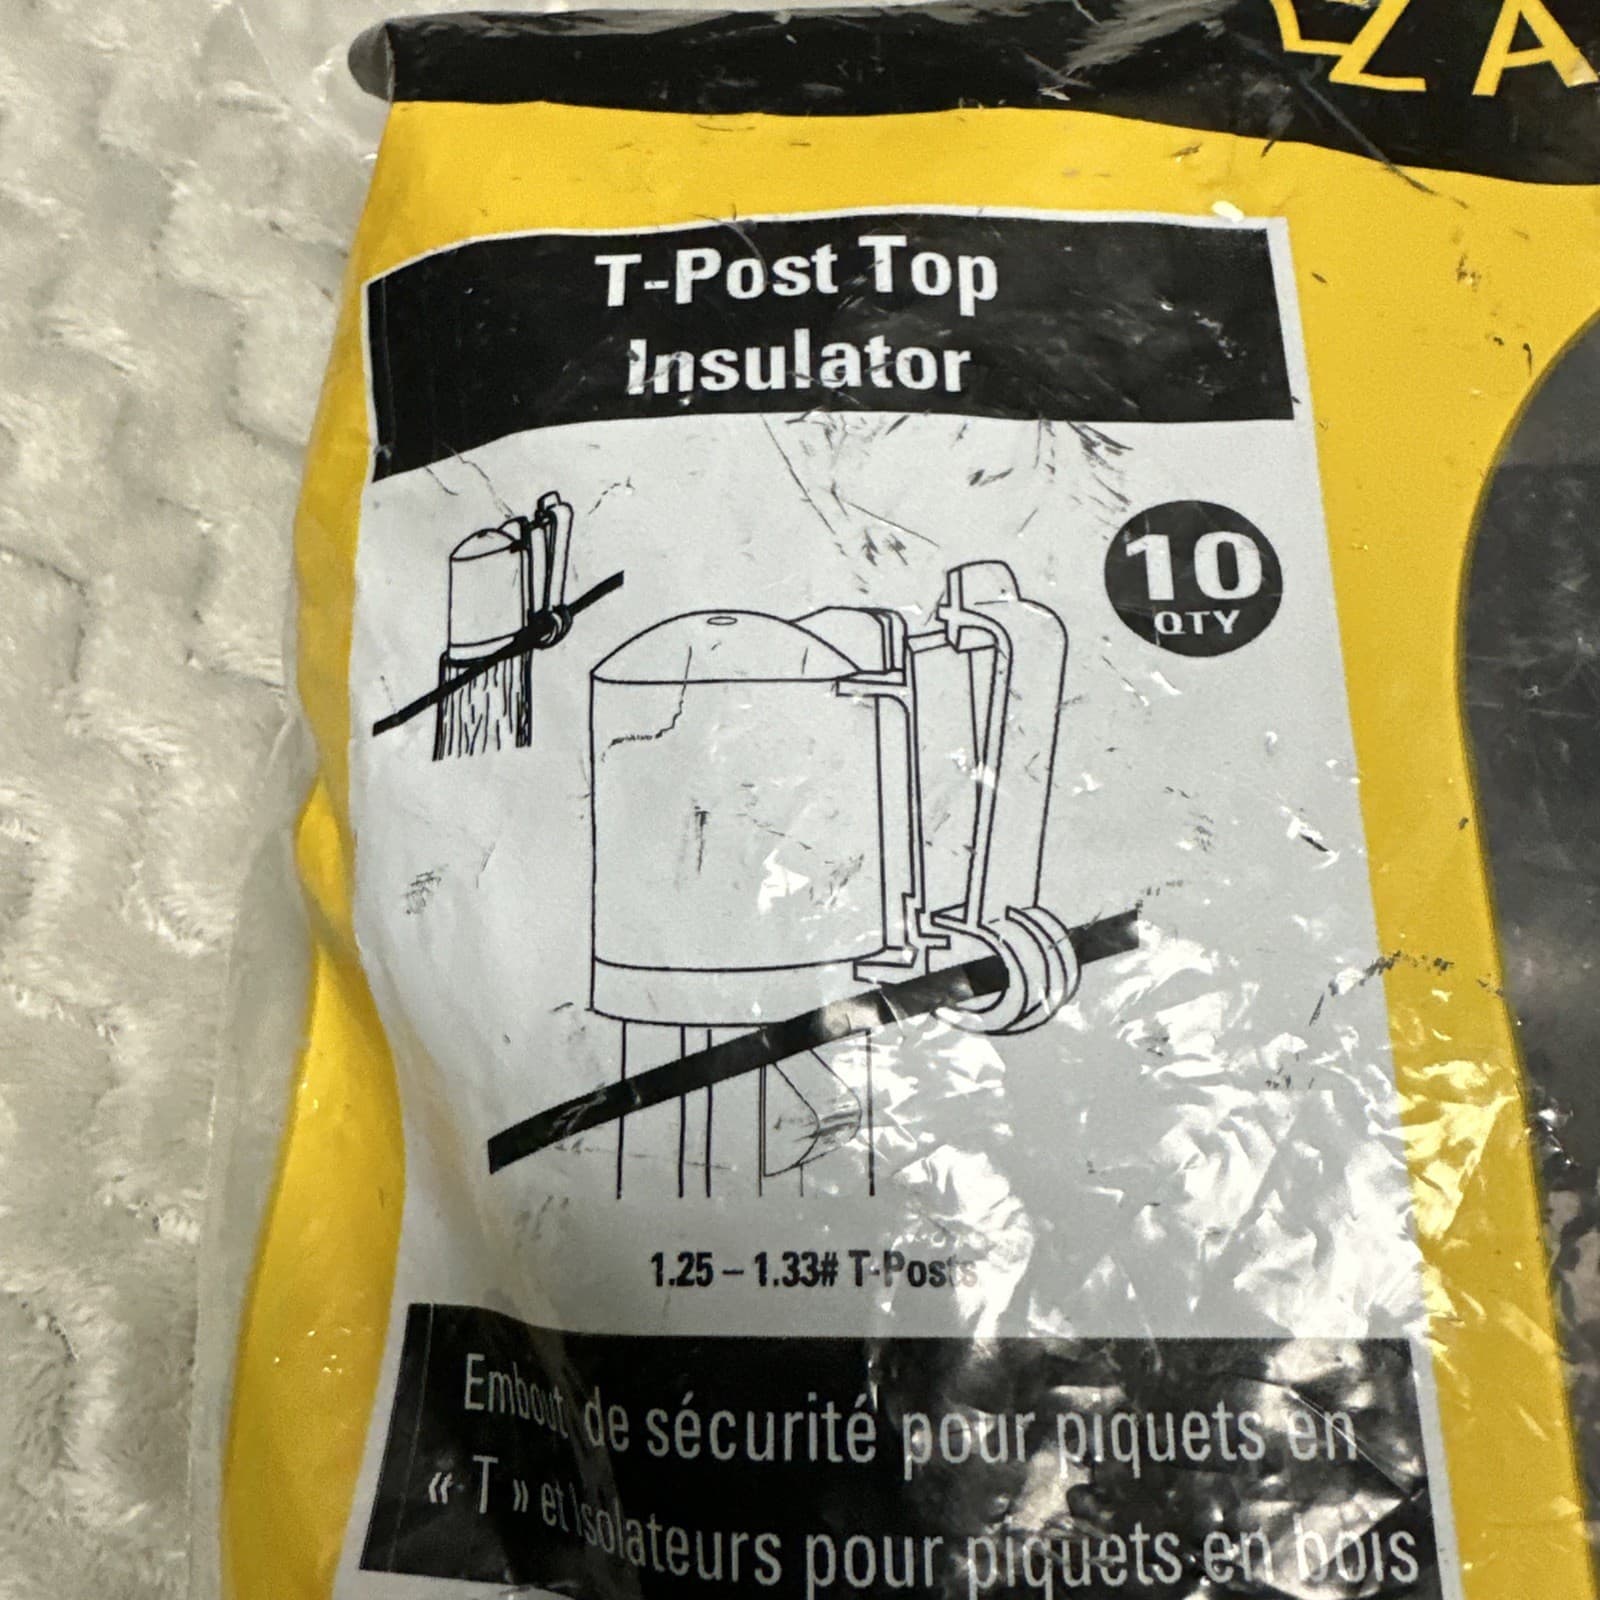 T-Post Top
Insulator
10
QTY
1.25 – 1.33# T-Posts
Embout de sécurité pour piquets en
« T » et Isolateurs pour piquets en bois